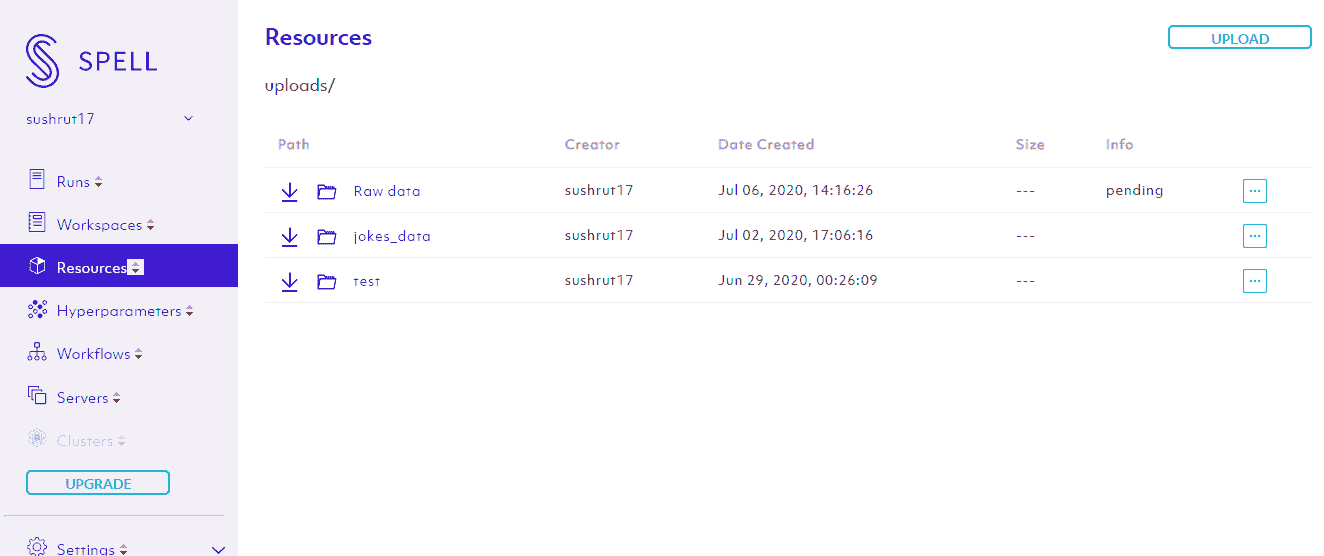 SPELL
sushrut17
Runs
Workspaces
Resources
Hyperparameters
Workflows
Servers
Clusters
UPGRADE
Settings
Resources
UPLOAD
uploads/
Path Creator Date Created Size Info
Raw data sushrut17 Jul 06, 2020, 14:16:26 --- pending ...
jokes_data sushrut17 Jul 02, 2020, 17:06:16 --- ...
test sushrut17 Jun 29, 2020, 00:26:09 --- ...